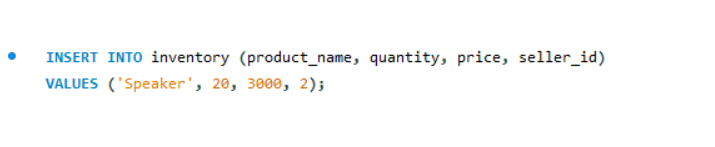 INSERT INTO inventory (product_name, quantity, price, seller_id)
VALUES ('Speaker', 20, 3000, 2);